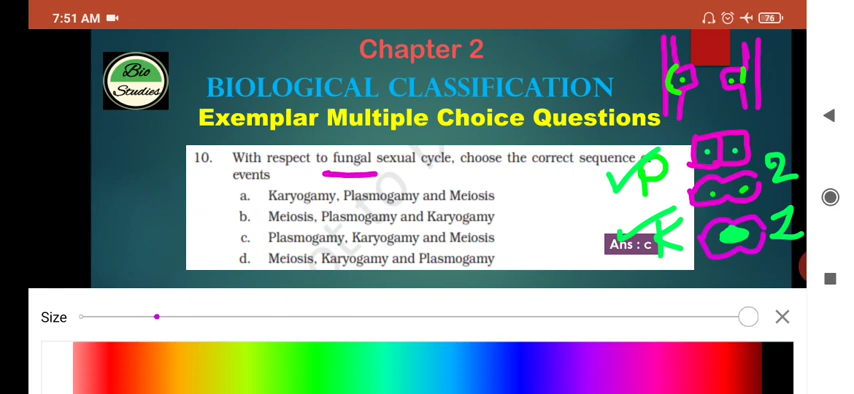 7:51 AM
76
Chapter 2
Bio
Studies
BIOLOGICAL CLASSIFICATION
Exemplar Multiple Choice Questions
10. With respect to fungal sexual cycle, choose the correct sequence
events
a. Karyogamy, Plasmogamy and Meiosis
b. Meiosis, Plasmogamy and Karyogamy
c. Plasmogamy, Karyogamy and Meiosis
d. Meiosis, Karyogamy and Plasmogamy
Ans : c
P
2
K
1
Size